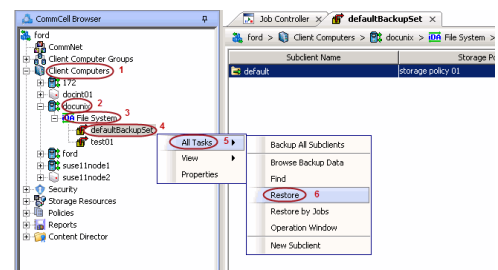 CommCell Browser
Job Controller
defaultBackupSet
ford
CommNet
Client Computer Groups
Client Computers 1
172
docint01
docunix 2
File System 3
defaultBackupSet 4
test01
ford
suse11node1
suse11node2
Security
Storage Resources
Policies
Reports
Content Director
ford > Client Computers > docunix > iDA File System >
Subclient Name
Storage Po
default
storage policy 01
All Tasks 5
View
Properties
Backup All Subclients
Browse Backup Data
Find
Restore 6
Restore by Jobs
Operation Window
New Subclient